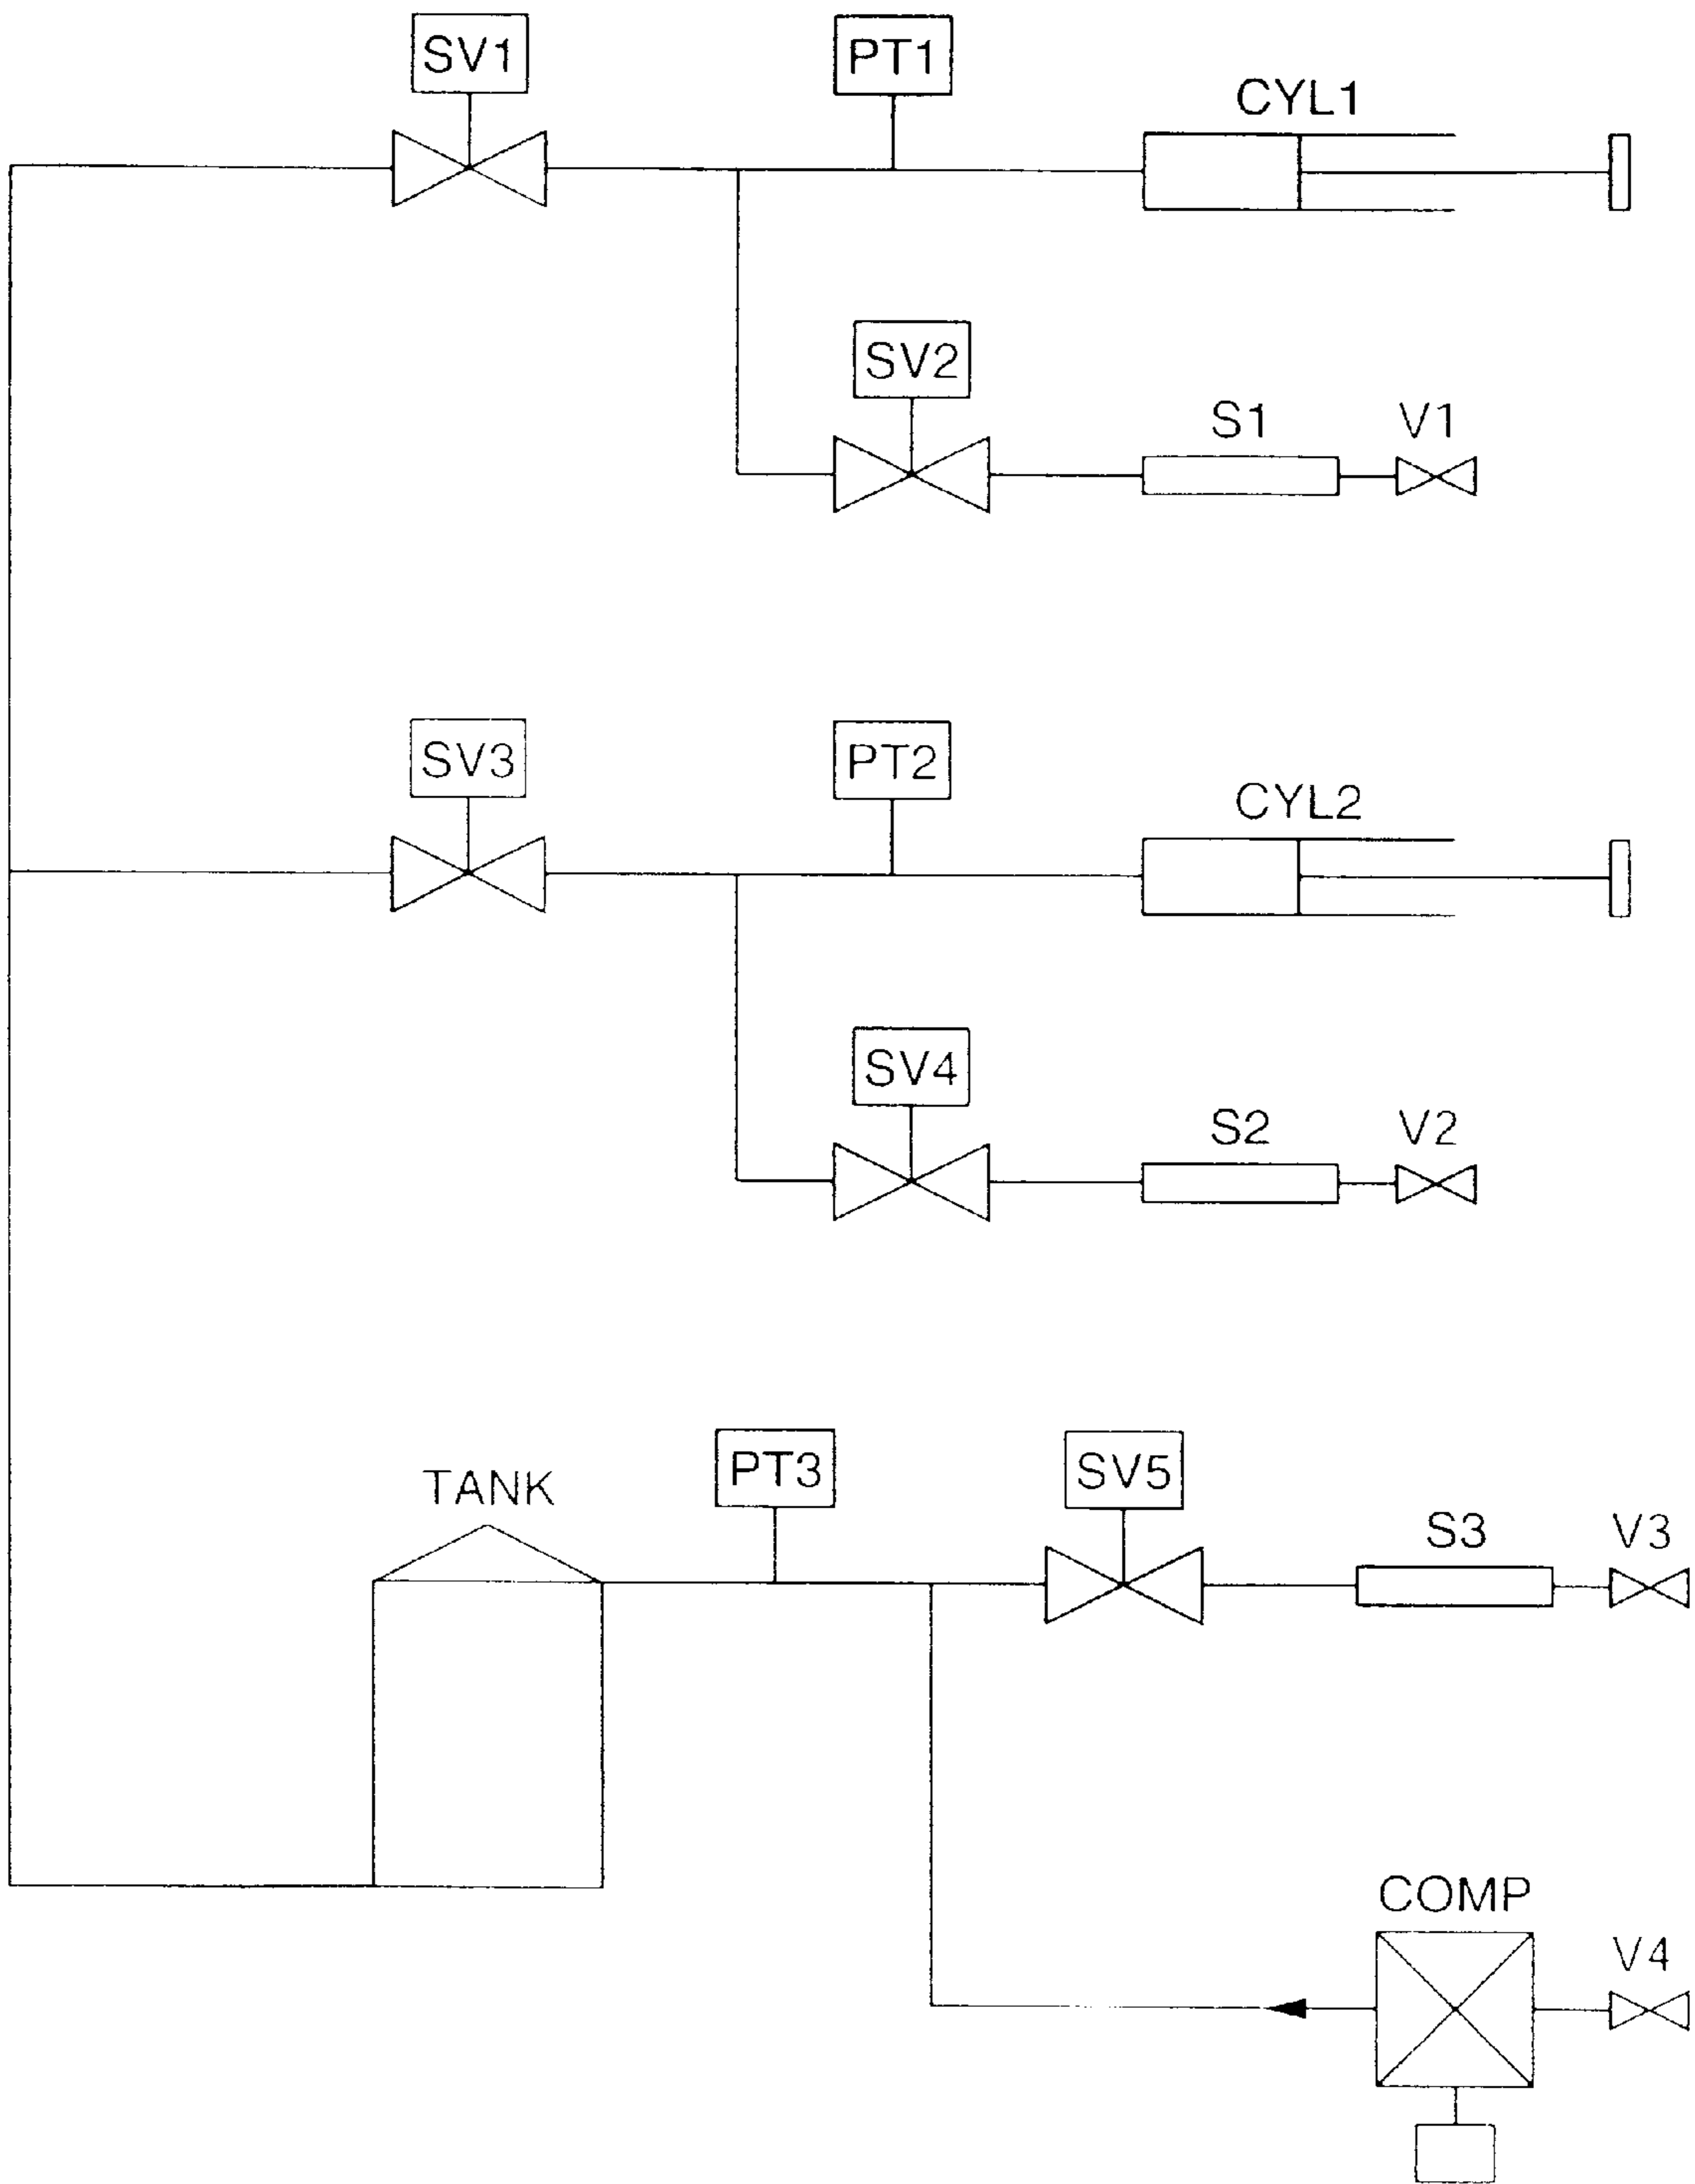 SV1
PT1
CYL1
SV2
S1
V1
SV3
PT2
CYL2
SV4
S2
V2
TANK
PT3
SV5
S3
V3
COMP
V4